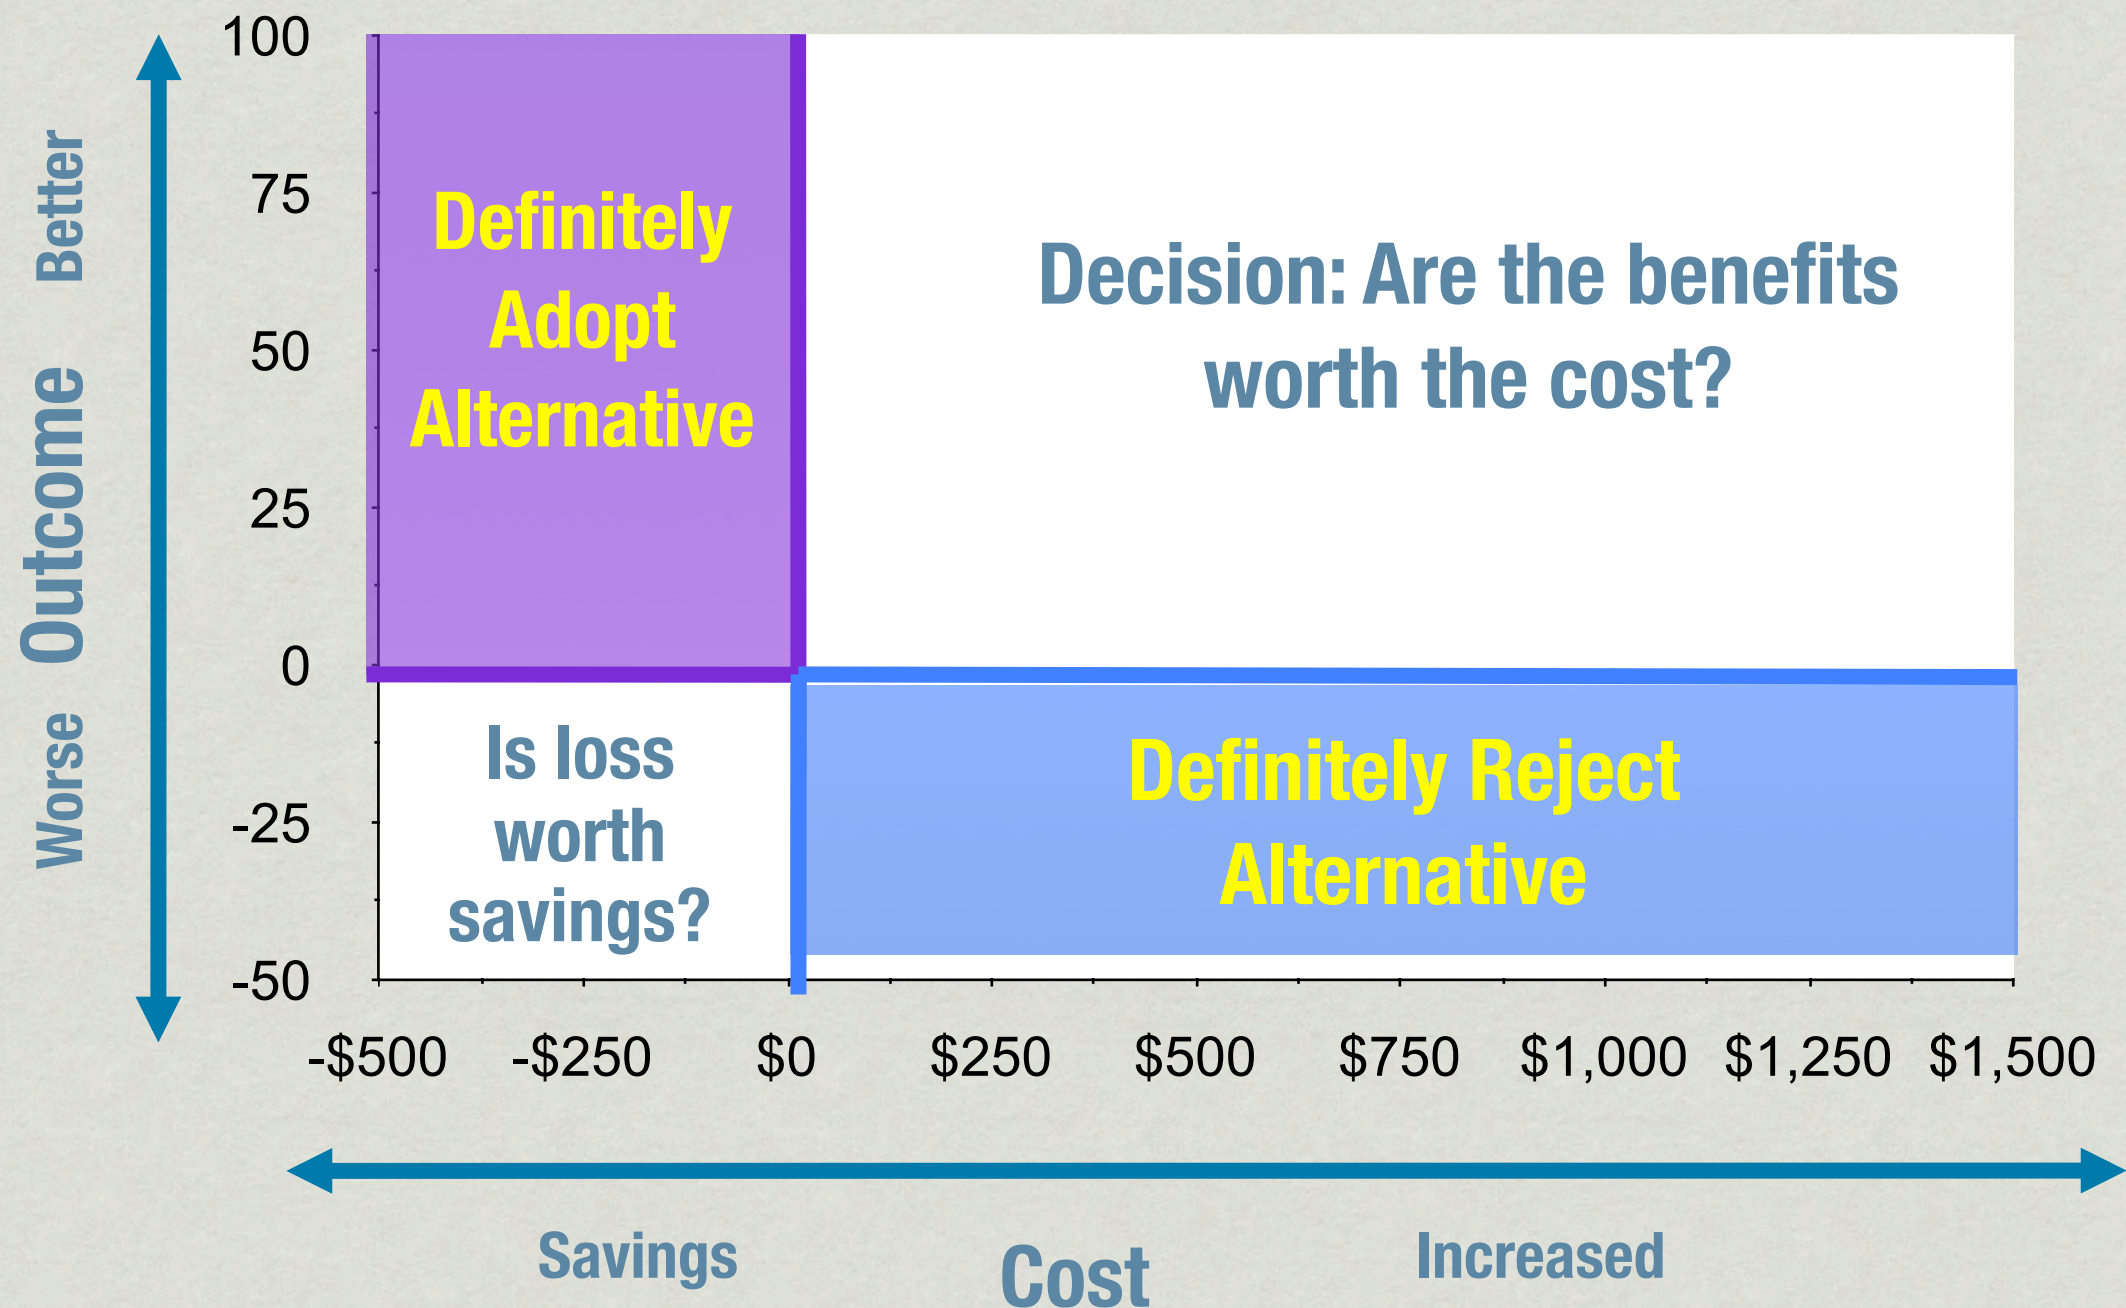 100
75
50
25
0
-25
-50
Better
Outcome
Worse
Definitely
Adopt
Alternative
Decision: Are the benefits
worth the cost?
Is loss
worth
savings?
Definitely Reject
Alternative
-$500 -$250 $0 $250 $500 $750 $1,000 $1,250 $1,500
Savings
Cost
Increased